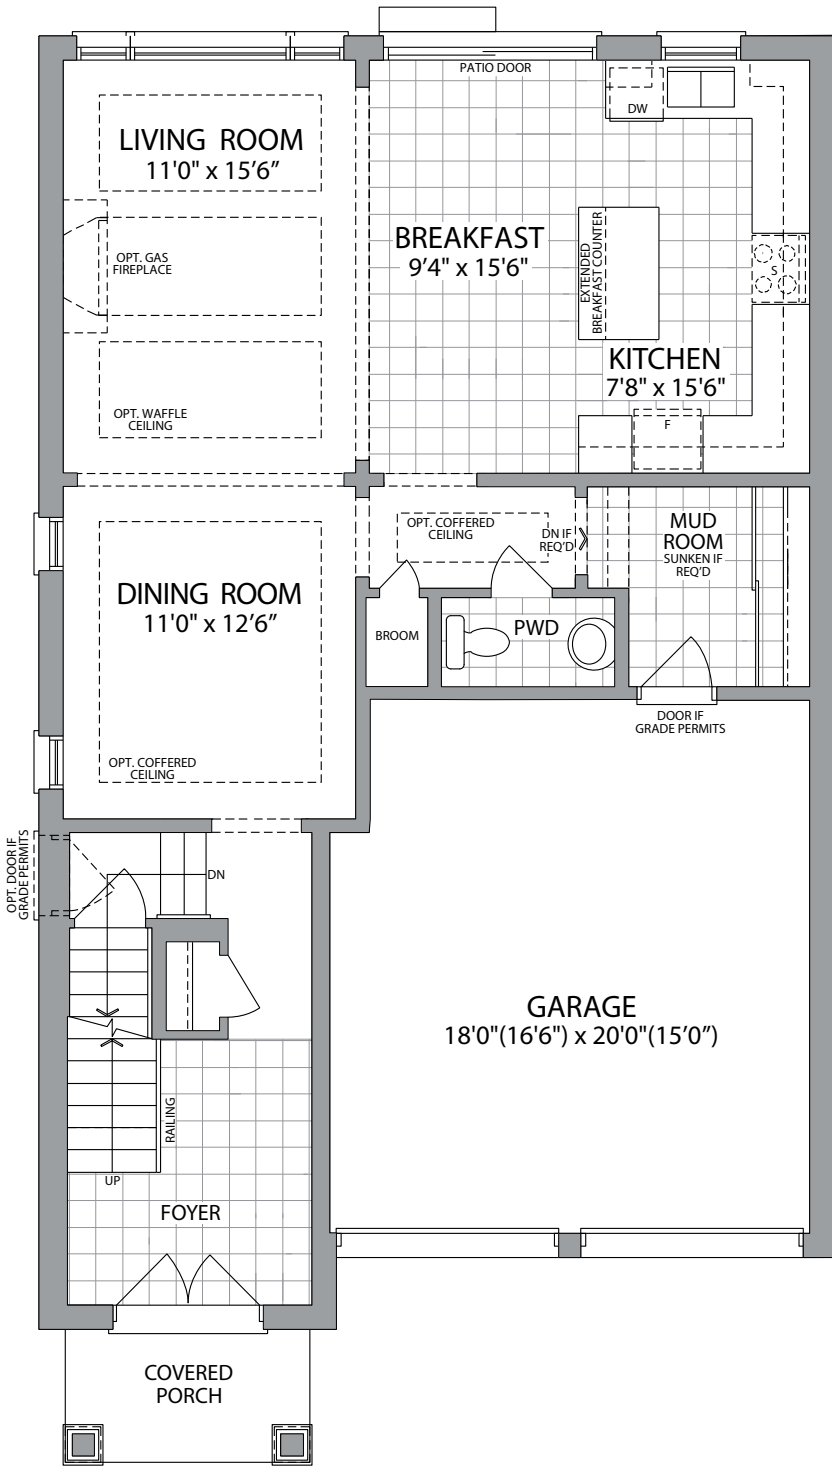 PATIO DOOR
DW
LIVING ROOM
11'0" x 15'6"
BREAKFAST
9'4" x 15'6"
EXTENDED
BREAKFAST COUNTER
S
OPT. GAS
FIREPLACE
KITCHEN
7'8" x 15'6"
OPT. WAFFLE
CEILING
F
OPT. COFFERED
CEILING
DN IF
REQ'D
MUD
ROOM
SUNKEN IF
REQ'D
DINING ROOM
11'0" x 12'6"
BROOM
PWD
DOOR IF
GRADE PERMITS
OPT. COFFERED
CEILING
OPT. DOOR IF
GRADE PERMITS
DN
GARAGE
18'0"(16'6") x 20'0"(15'0")
RAILING
UP
FOYER
COVERED
PORCH